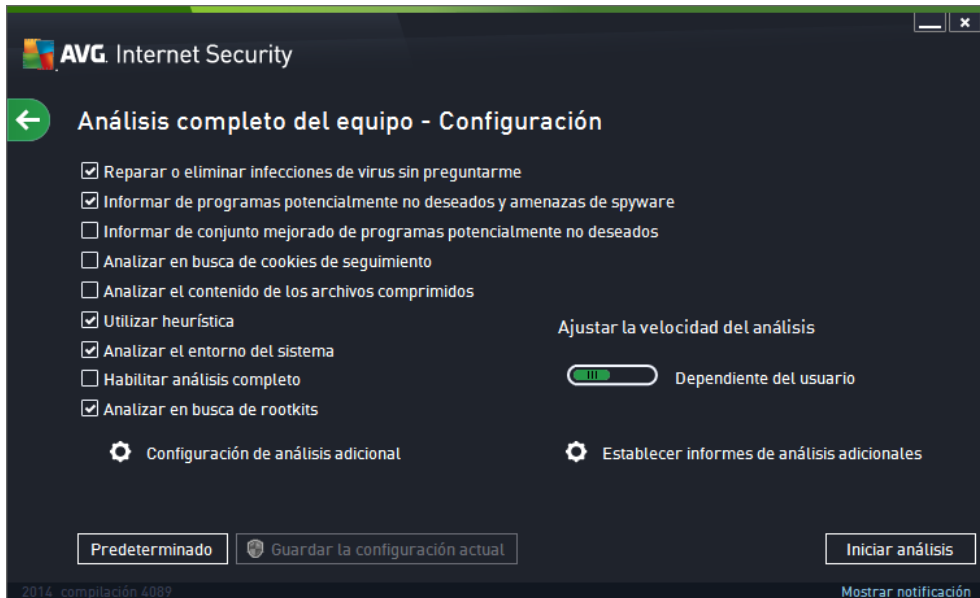 AVG. Internet Security
Análisis completo del equipo - Configuración
Reparar o eliminar infecciones de virus sin preguntarme
Informar de programas potencialmente no deseados y amenazas de spyware
Informar de conjunto mejorado de programas potencialmente no deseados
Analizar en busca de cookies de seguimiento
Analizar el contenido de los archivos comprimidos
Utilizar heurística
Analizar el entorno del sistema
Habilitar análisis completo
Analizar en busca de rootkits
Ajustar la velocidad del análisis
Dependiente del usuario
Configuración de análisis adicional
Establecer informes de análisis adicionales
Predeterminado
Guardar la configuración actual
Iniciar análisis
2014 compilación 4089
Mostrar notificación